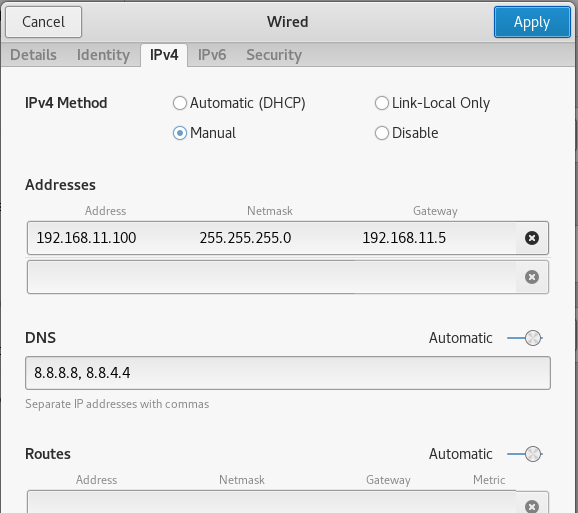 Cancel Wired Apply
Details Identity IPv4 IPv6 Security
IPv4 Method Automatic (DHCP) Link-Local Only
Manual Disable
Addresses
Address Netmask Gateway
192.168.11.100 255.255.255.0 192.168.11.5
DNS Automatic
8.8.8.8, 8.8.4.4
Separate IP addresses with commas
Routes Automatic
Address Netmask Gateway Metric